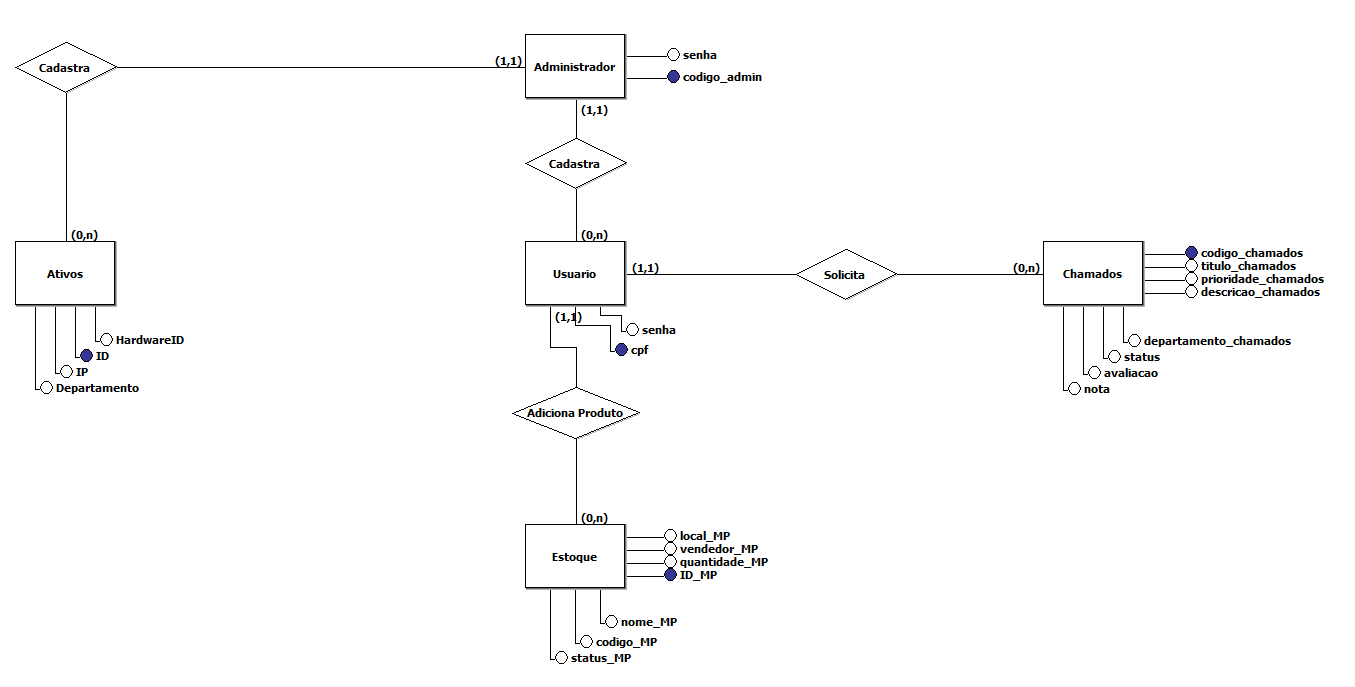 Cadastra
(1,1)
Administrador
senha
codigo_admin
(1,1)
Cadastra
(0,n)
(0,n)
Ativos
Usuario
(1,1)
Solicita
(0,n)
Chamados
codigo_chamados
titulo_chamados
prioridade_chamados
descricao_chamados
(1,1)
senha
cpf
HardwareID
ID
IP
Departamento
departamento_chamados
status
avaliacao
nota
Adiciona Produto
(0,n)
Estoque
local_MP
vendedor_MP
quantidade_MP
ID_MP
nome_MP
codigo_MP
status_MP